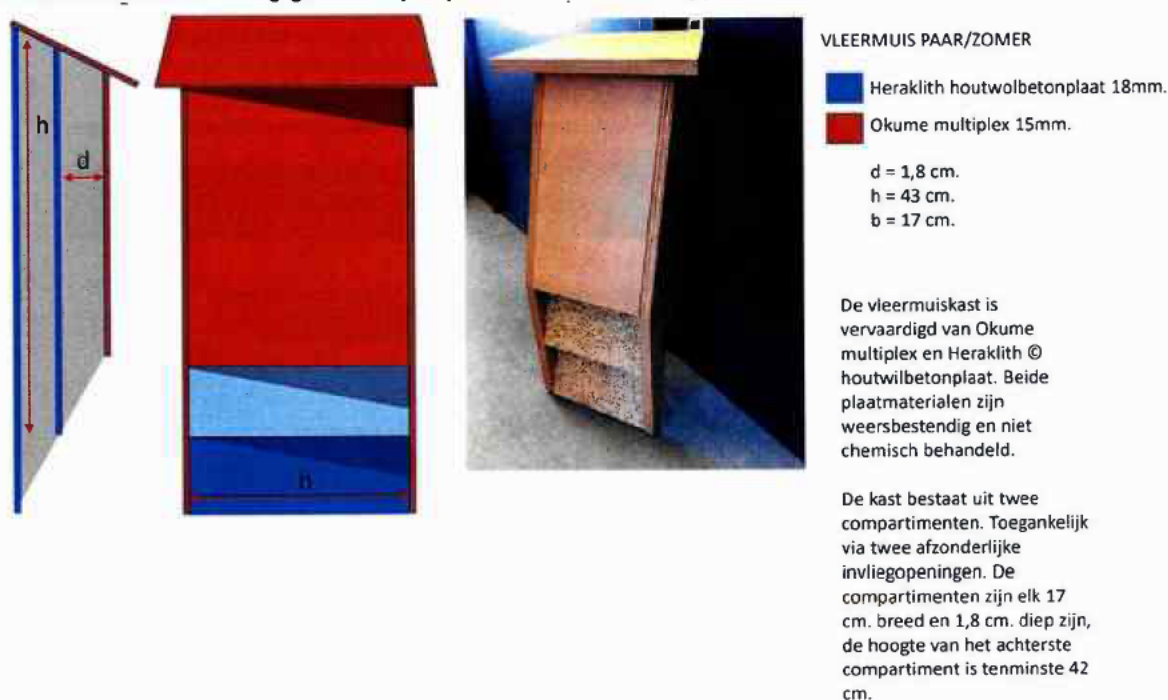 h
d
b
VLEERMUIS PAAR/ZOMER
Heraklith houtwolbetonplaat 18mm.
Okume multiplex 15mm.
d = 1,8 cm.
h = 43 cm.
b = 17 cm.
De vleermuiskast is
vervaardigd van Okume
multiplex en Heraklith ©
houtwilbetonplaat. Beide
plaatmaterialen zijn
weersbestendig en niet
chemisch behandeld.
De kast bestaat uit twee
compartimenten. Toegankelijk
via twee afzonderlijke
invliegopeningen. De
compartimenten zijn elk 17
cm. breed en 1,8 cm. diep zijn,
de hoogte van het achterste
compartiment is tenminste 42
cm.